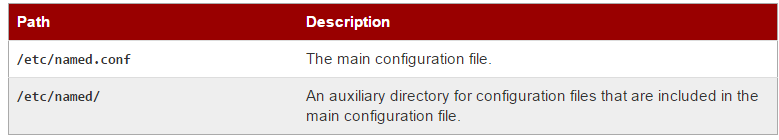 Path Description
/etc/named.conf The main configuration file.
/etc/named/ An auxiliary directory for configuration files that are included in the
main configuration file.